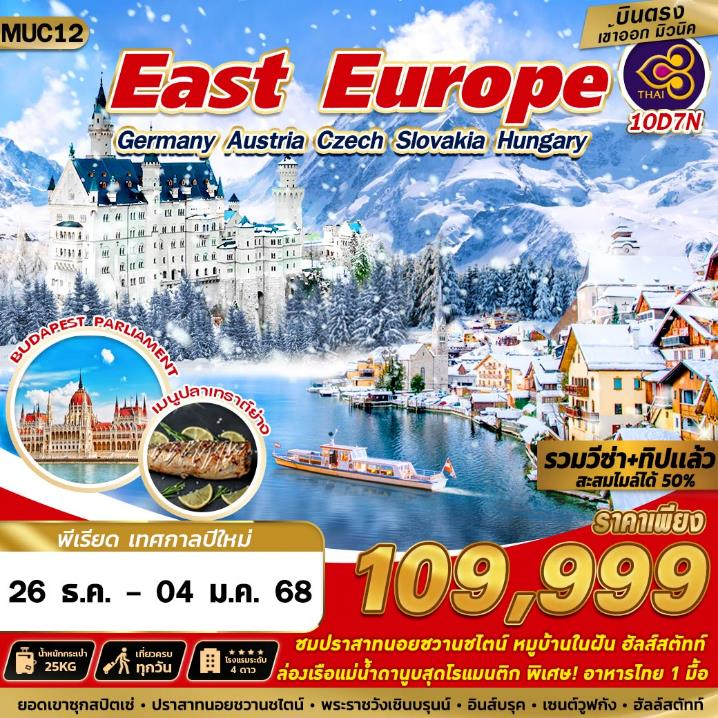 MUC12
บินตรง
เข้าออก มิวนิค
East Europe
THAI
10D7N
Germany Austria Czech Slovakia Hungary
BUDAPEST PARLIAMENT
เมนูปลาเทราต์ย่าง
รวมวีซ่า+ทิปแล้ว
สะสมไมล์ได้ 50%
พีเรียด เทศกาลปีใหม่
ราคาเพียง
26 ธ.ค. - 04 ม.ค. 68
109,999
น้ำหนักกระเป๋า
25KG
เที่ยวครบ
ทุกวัน
โรงแรมระดับ
4 ดาว
ชมปราสาทนอยชวานชไตน์ หมู่บ้านในฝัน ฮัลล์สตัทท์
ล่องเรือแม่น้ำดานูบสุดโรแมนติก พิเศษ! อาหารไทย 1 มื้อ
ยอดเขาซุกสปิตเซ่ • ปราสาทนอยชวานชไตน์ • พระราชวังเชินบรุนน์ • อินส์บรุค • เซนต์วูฟกัง • ฮัลล์สตัทท์